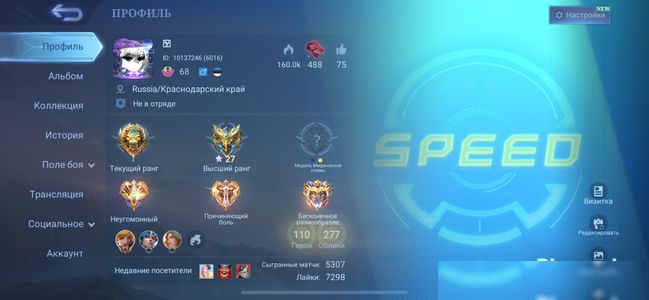 ПРОФИЛЬ
NEW
Настройки
Профиль
Альбом
Коллекция
История
Поле боя
Трансляция
Социальное
Аккаунт
ID: 10137246 (6016)
68
160.0k
488
75
Russia/Краснодарский край
Не в отряде
Текущий ранг
27
Высший ранг
Медаль Мифической
славы
Неугомонный
Причиняющий
боль
Бесконечное
разнообразие
110
Герои
277
Облики
Недавние посетители
Сыгранные матчи: 5307
Лайки: 7298
SPEED
Визитка
Редактировать